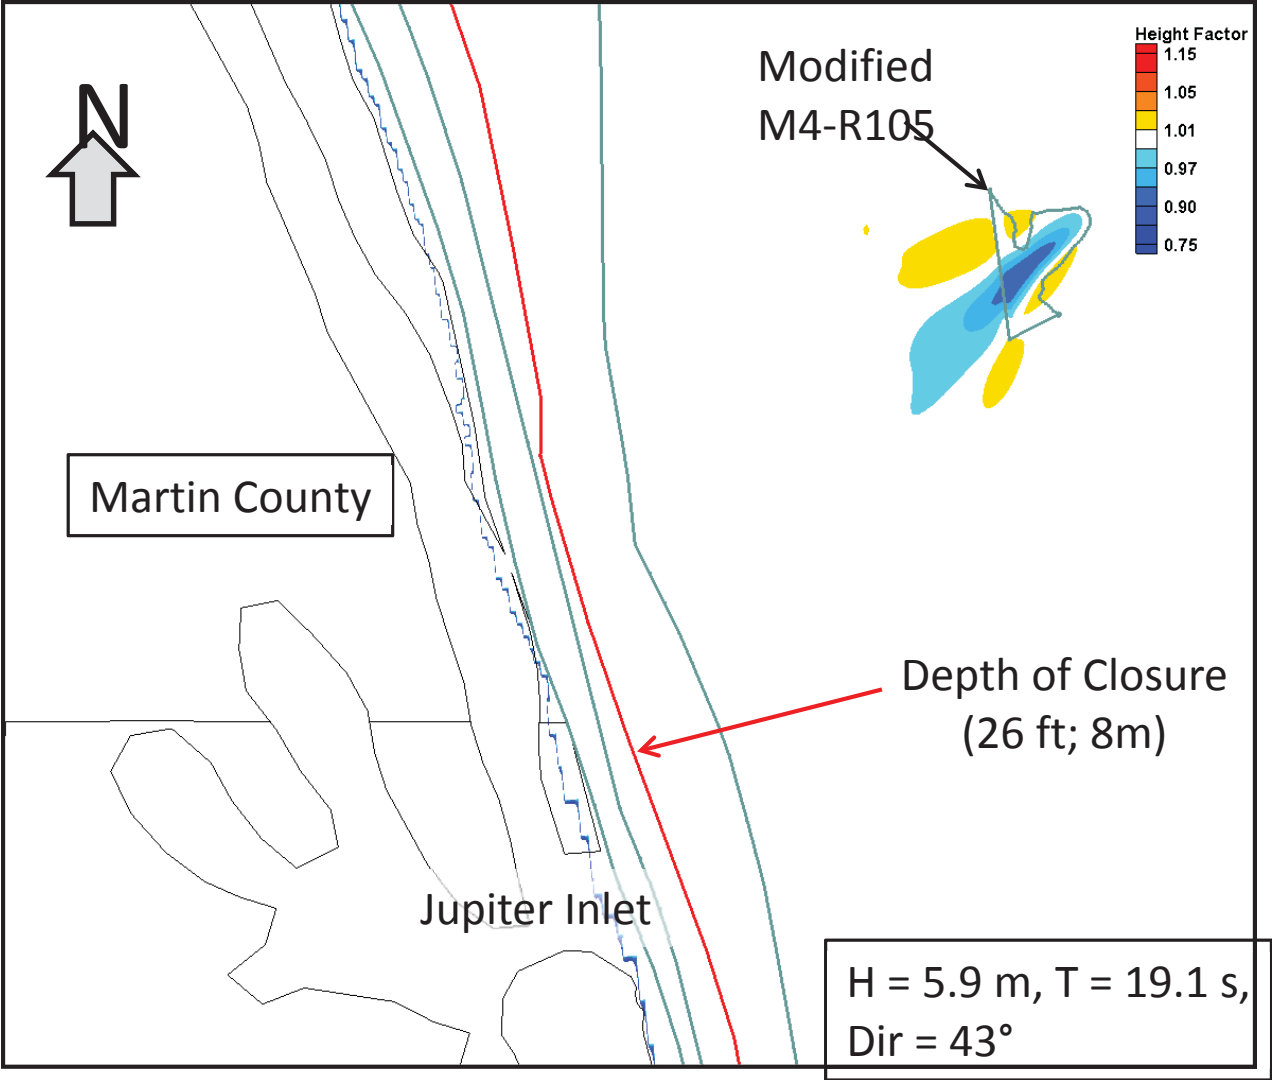 N
Modified
M4-R105
Height Factor
1.15
1.05
1.01
0.97
0.90
0.75
Martin County
Depth of Closure
(26 ft; 8m)
Jupiter Inlet
H = 5.9 m, T = 19.1 s,
Dir = 43°